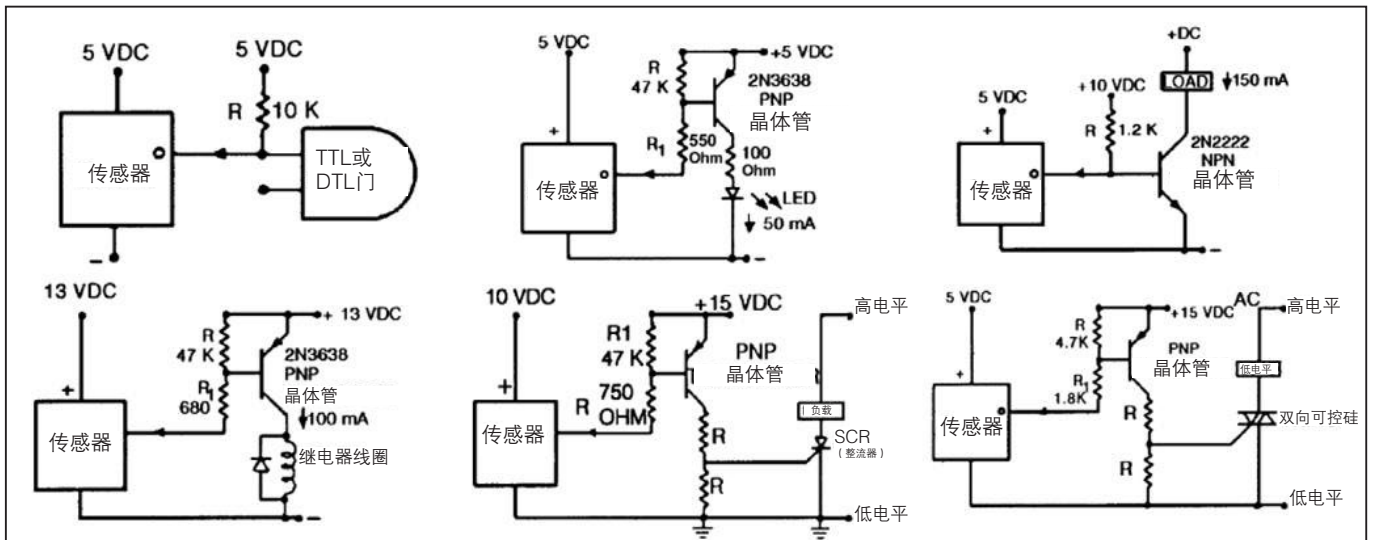 5 VDC
5 VDC
R
10 K
传感器
TTL或
DTL门
−
5 VDC
+5 VDC
R
47 K
2N3638
PNP
晶体管
+
R1
550
Ohm
100
Ohm
传感器
LED
50 mA
−
+DC
LOAD
150 mA
+10 VDC
5 VDC
R
1.2 K
+
2N2222
NPN
晶体管
传感器
−
13 VDC
+ 13 VDC
R
47 K
2N3638
PNP
晶体管
+
R1
680
100 mA
传感器
继电器线圈
−
10 VDC
+15 VDC
高电平
R1
47 K
PNP
晶体管
+
R
750
OHM
负载
传感器
R
SCR
(整流器)
R
低电平
5 VDC
AC
高电平
+15 VDC
R
4.7K
PNP
晶体管
低电平
+
R1
1.8K
传感器
R
双向可控硅
R
低电平